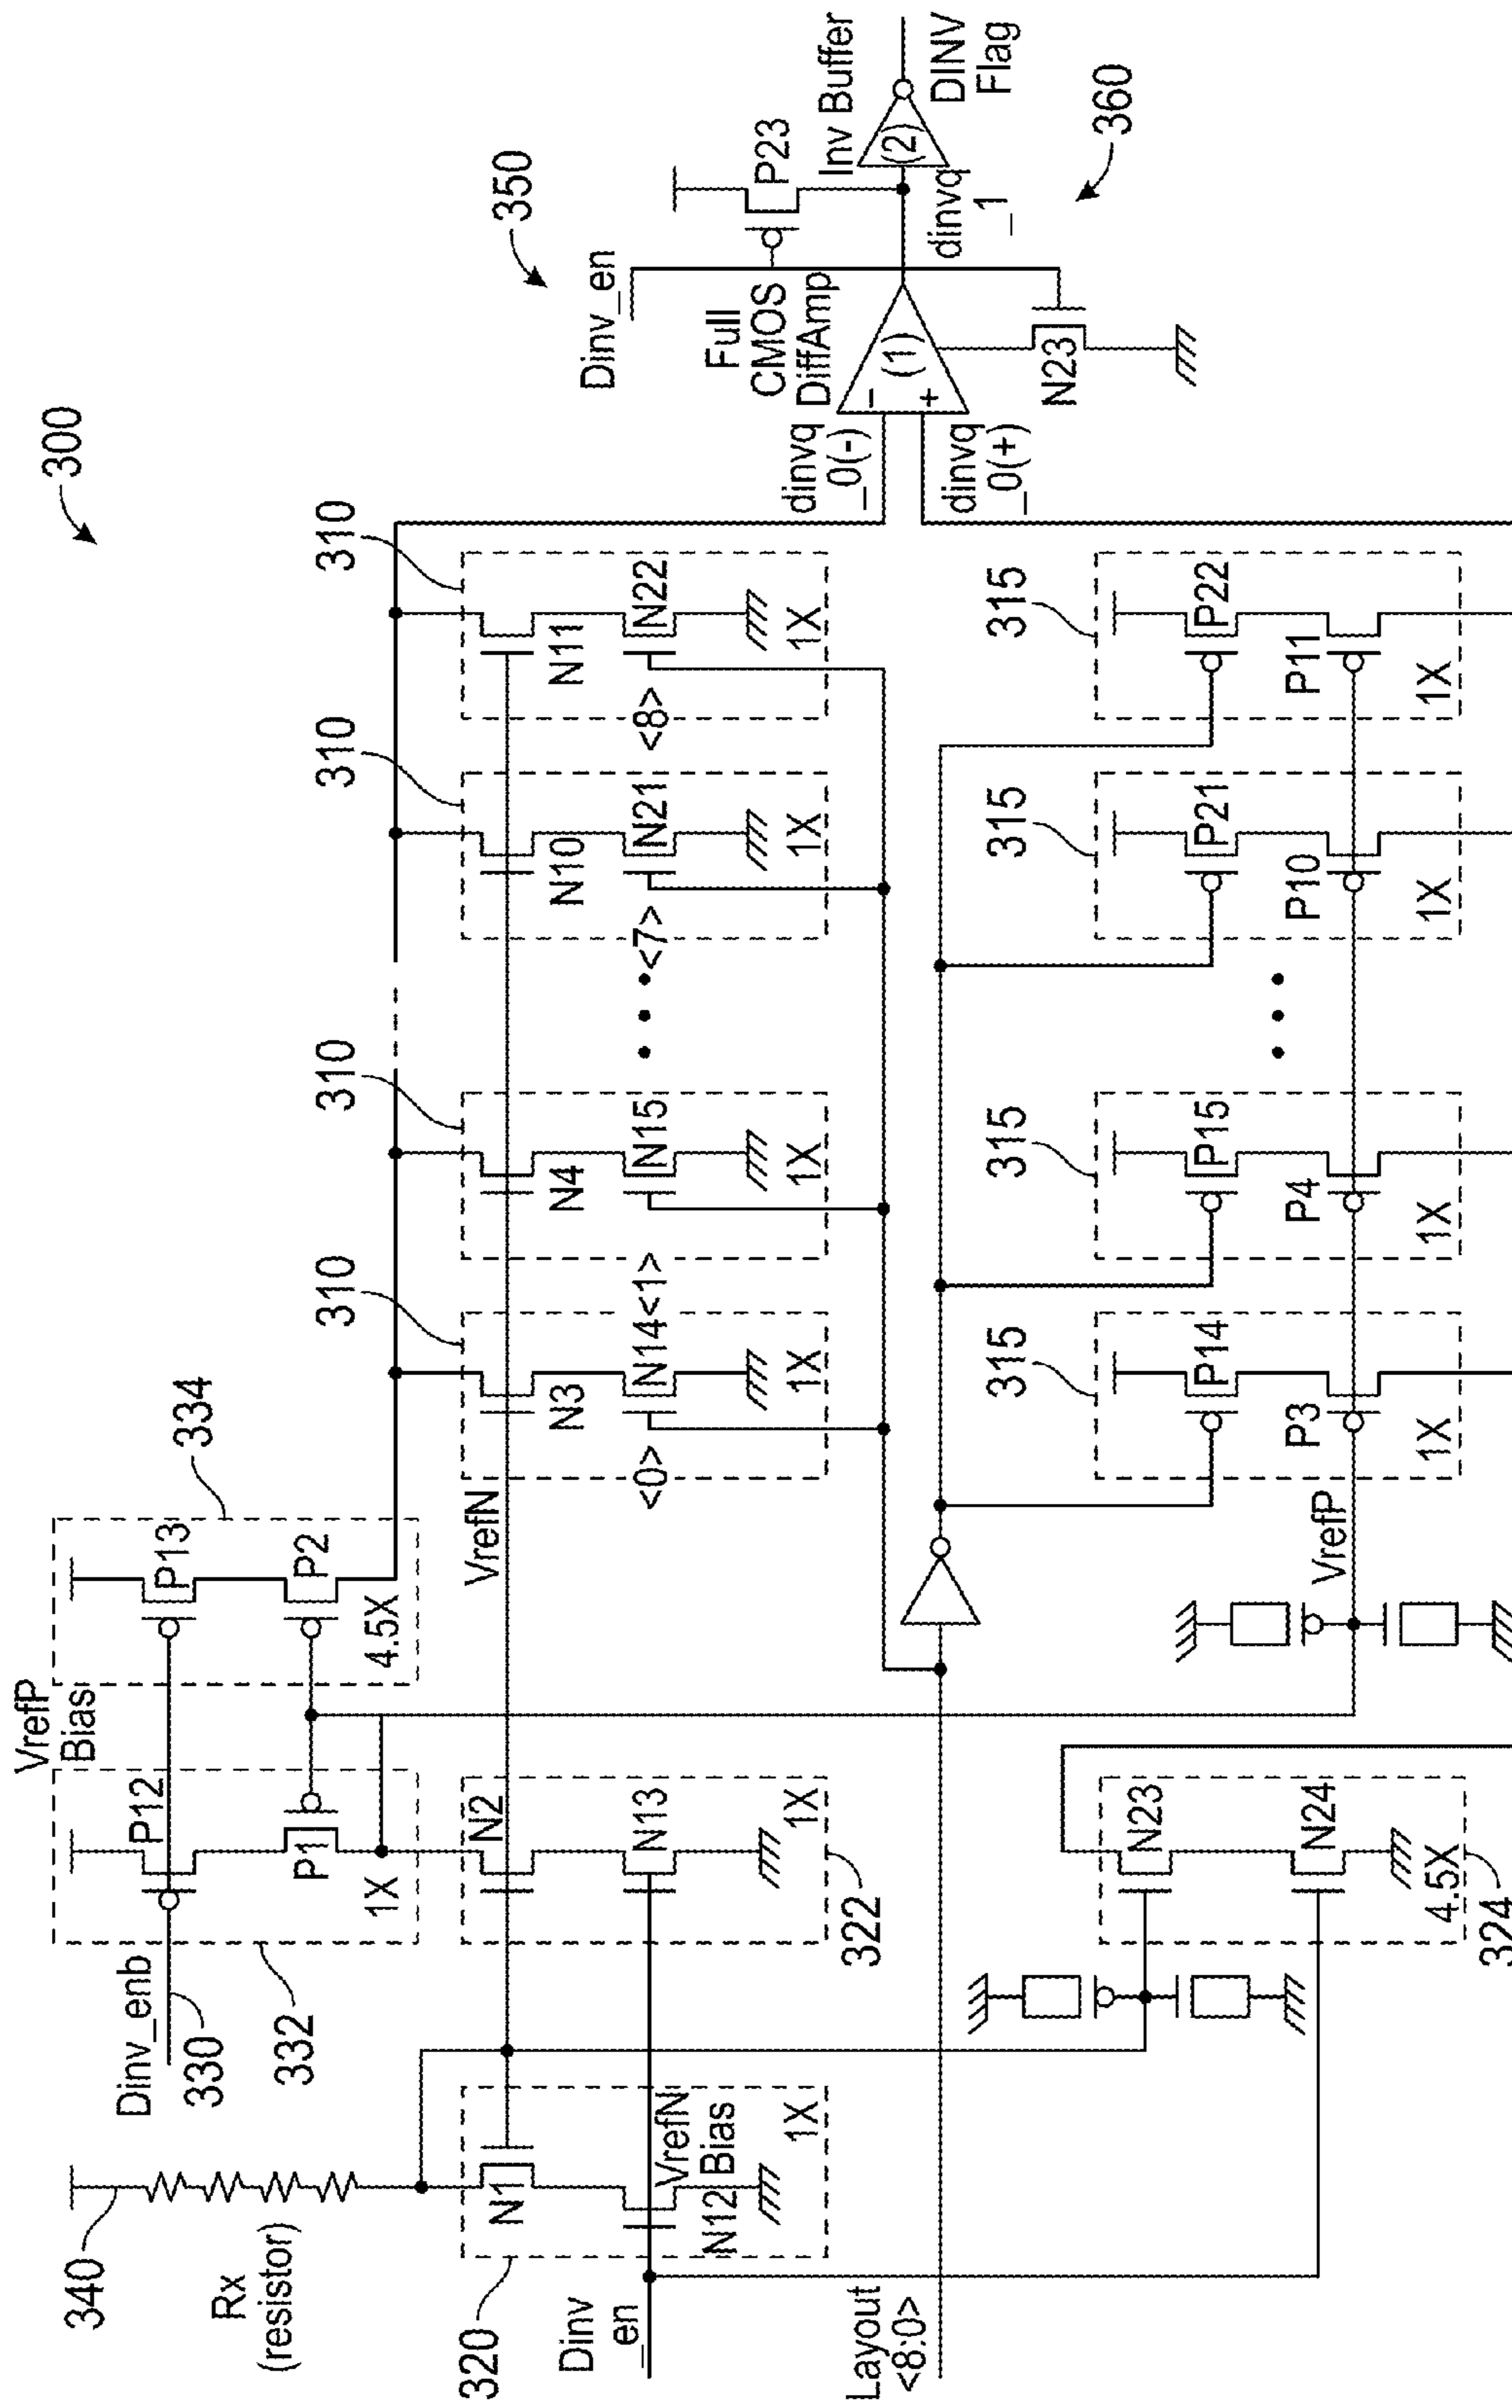 300
340
Rx
(resistor)
Dinv_enb
330
332
P12
P1
1X
VrefP
Bias
334
P13
P2
4.5X
310
310
310
310
320
N1
N12
VrefN
Bias
1X
Dinv
_en
N2
N13
1X
322
VrefN
N3
N14
<0>
1X
N4
N15
<1>
1X
N10
N21
<7>
1X
N11
N22
<8>
1X
Layout
<8:0>
N23
N24
4.5X
324
VrefP
315
P14
P3
1X
315
P15
P4
1X
315
P21
P10
1X
315
P22
P11
1X
dinvq
_0(-)
dinvq
_0(+)
Dinv_en
350
Full
CMOS
DiffAmp
-
+
(1)
N23
P23
dinvq
_1
Inv Buffer
(2)
DINV
Flag
360